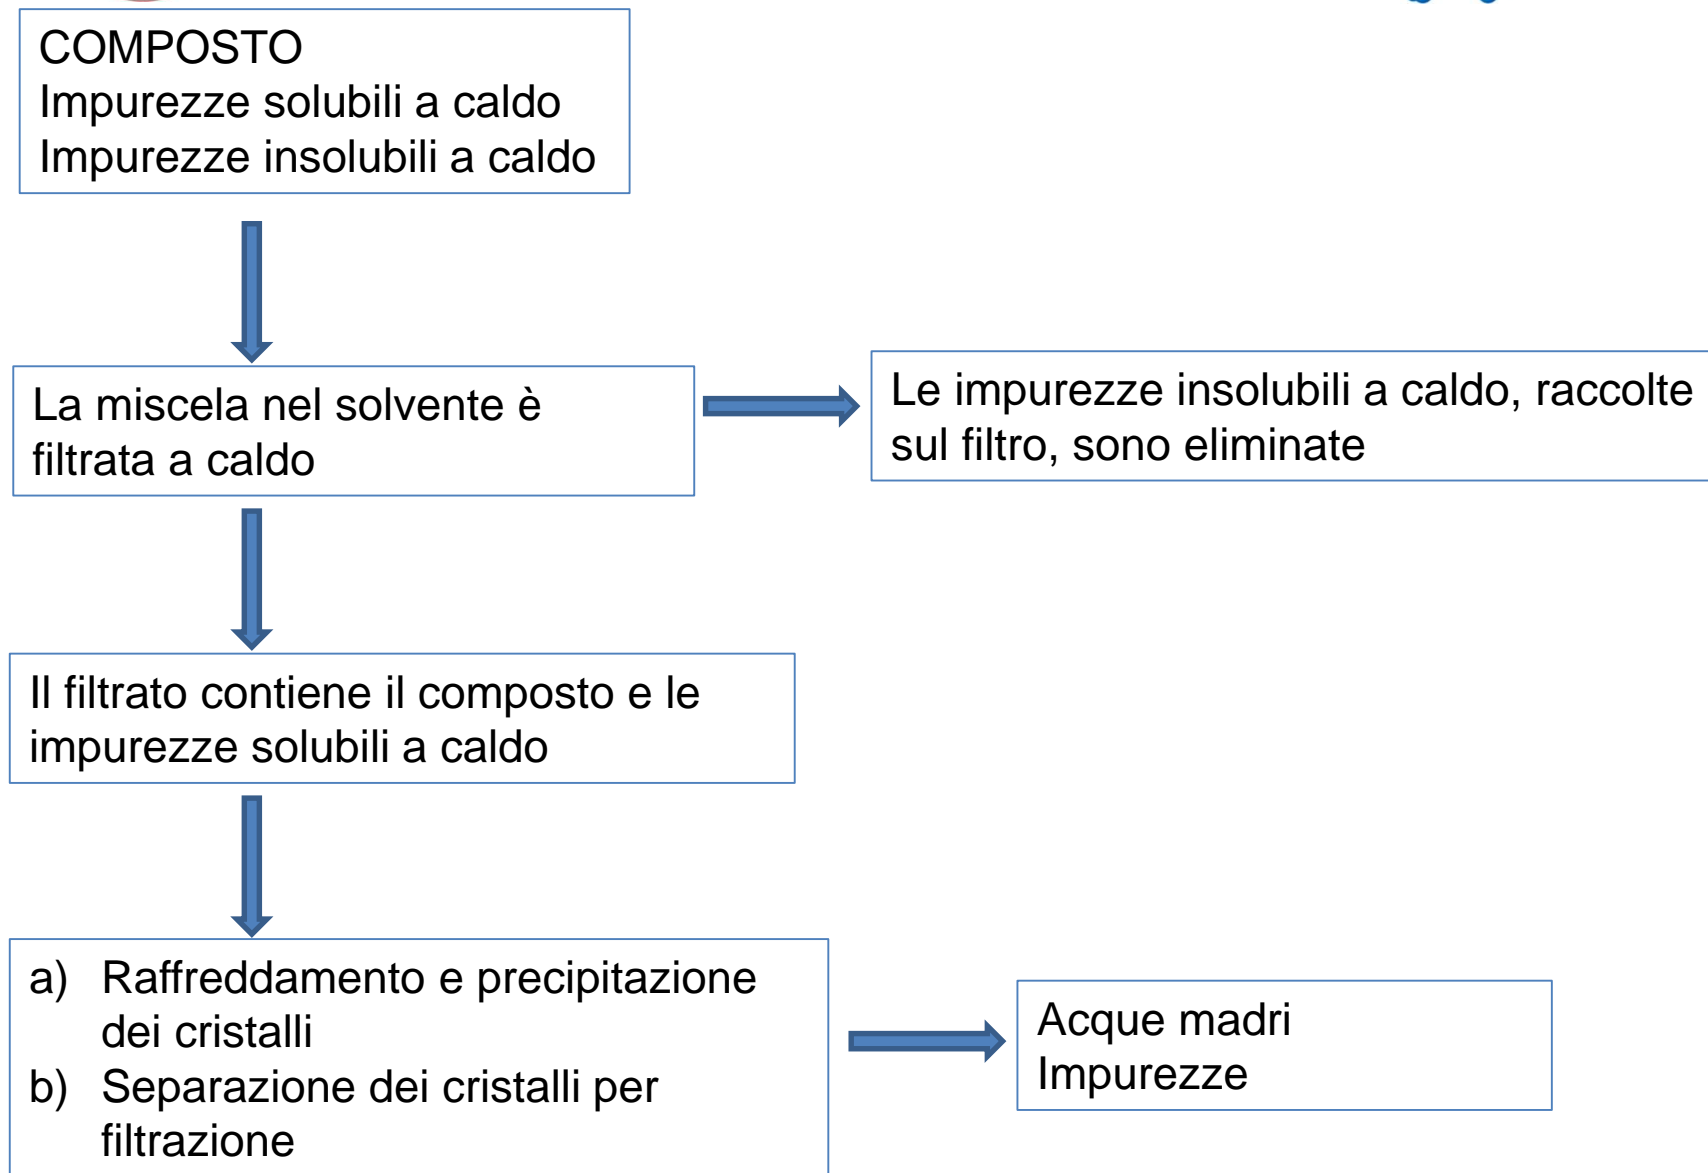 COMPOSTO
Impurezze solubili a caldo
Impurezze insolubili a caldo
La miscela nel solvente è
filtrata a caldo
Le impurezze insolubili a caldo, raccolte
sul filtro, sono eliminate
Il filtrato contiene il composto e le
impurezze solubili a caldo
a) Raffreddamento e precipitazione
dei cristalli
b) Separazione dei cristalli per
filtrazione
Acque madri
Impurezze